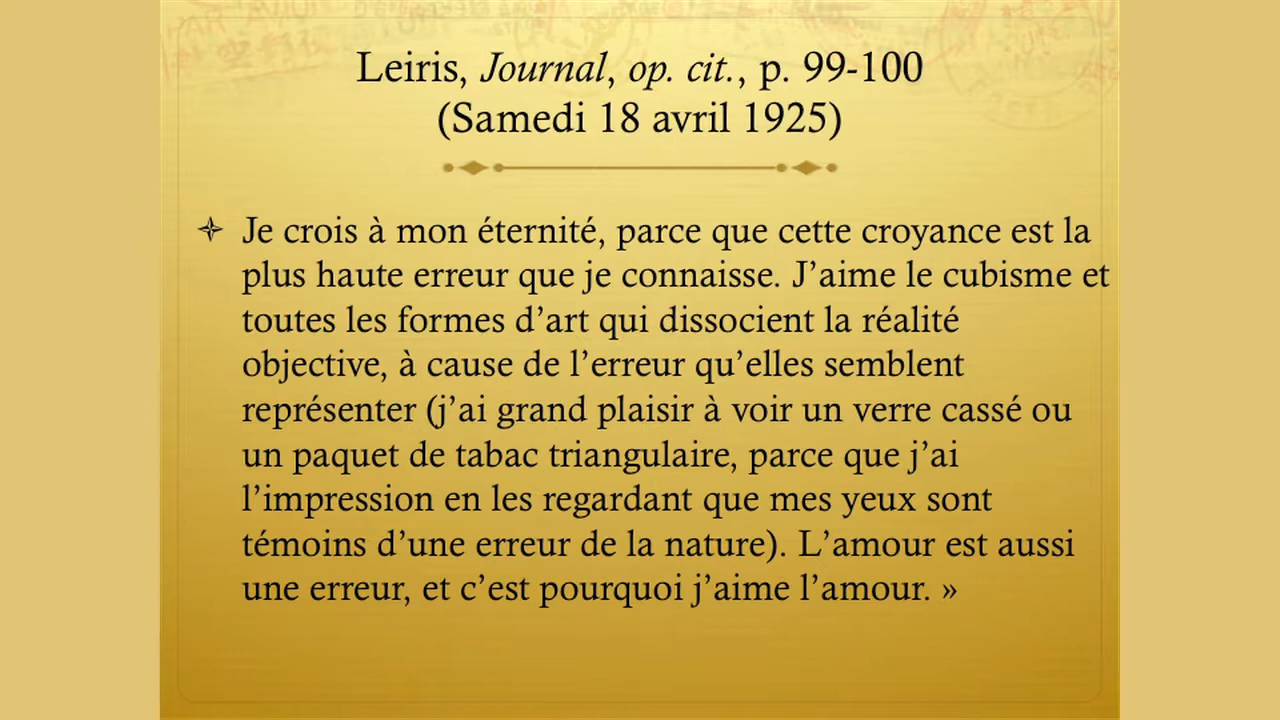 Leiris, Journal, op. cit., p. 99-100
(Samedi 18 avril 1925)
Je crois à mon éternité, parce que cette croyance est la
plus haute erreur que je connaisse. J’aime le cubisme et
toutes les formes d’art qui dissocient la réalité
objective, à cause de l’erreur qu’elles semblent
représenter (j’ai grand plaisir à voir un verre cassé ou
un paquet de tabac triangulaire, parce que j’ai
l’impression en les regardant que mes yeux sont
témoins d’une erreur de la nature). L’amour est aussi
une erreur, et c’est pourquoi j’aime l’amour. »